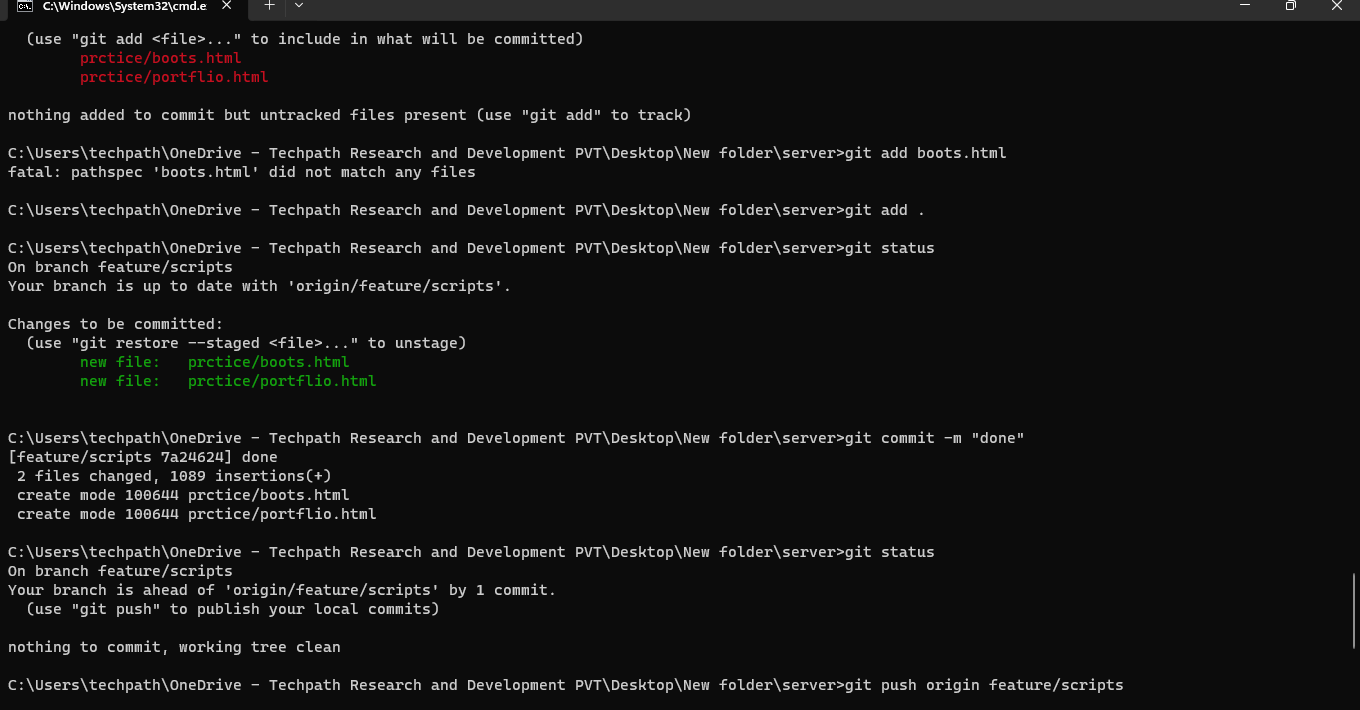 C:\Windows\System32\cmd.e
(use "git add <file>..." to include in what will be committed)
prctice/boots.html
prctice/portflio.html
nothing added to commit but untracked files present (use "git add" to track)
C:\Users\techpath\OneDrive - Techpath Research and Development PVT\Desktop\New folder\server>git add boots.html
fatal: pathspec 'boots.html' did not match any files
C:\Users\techpath\OneDrive - Techpath Research and Development PVT\Desktop\New folder\server>git add .
C:\Users\techpath\OneDrive - Techpath Research and Development PVT\Desktop\New folder\server>git status
On branch feature/scripts
Your branch is up to date with 'origin/feature/scripts'.
Changes to be committed:
(use "git restore --staged <file>..." to unstage)
new file:   prctice/boots.html
new file:   prctice/portflio.html
C:\Users\techpath\OneDrive - Techpath Research and Development PVT\Desktop\New folder\server>git commit -m "done"
[feature/scripts 7a24624] done
2 files changed, 1089 insertions(+)
create mode 100644 prctice/boots.html
create mode 100644 prctice/portflio.html
C:\Users\techpath\OneDrive - Techpath Research and Development PVT\Desktop\New folder\server>git status
On branch feature/scripts
Your branch is ahead of 'origin/feature/scripts' by 1 commit.
(use "git push" to publish your local commits)
nothing to commit, working tree clean
C:\Users\techpath\OneDrive - Techpath Research and Development PVT\Desktop\New folder\server>git push origin feature/scripts